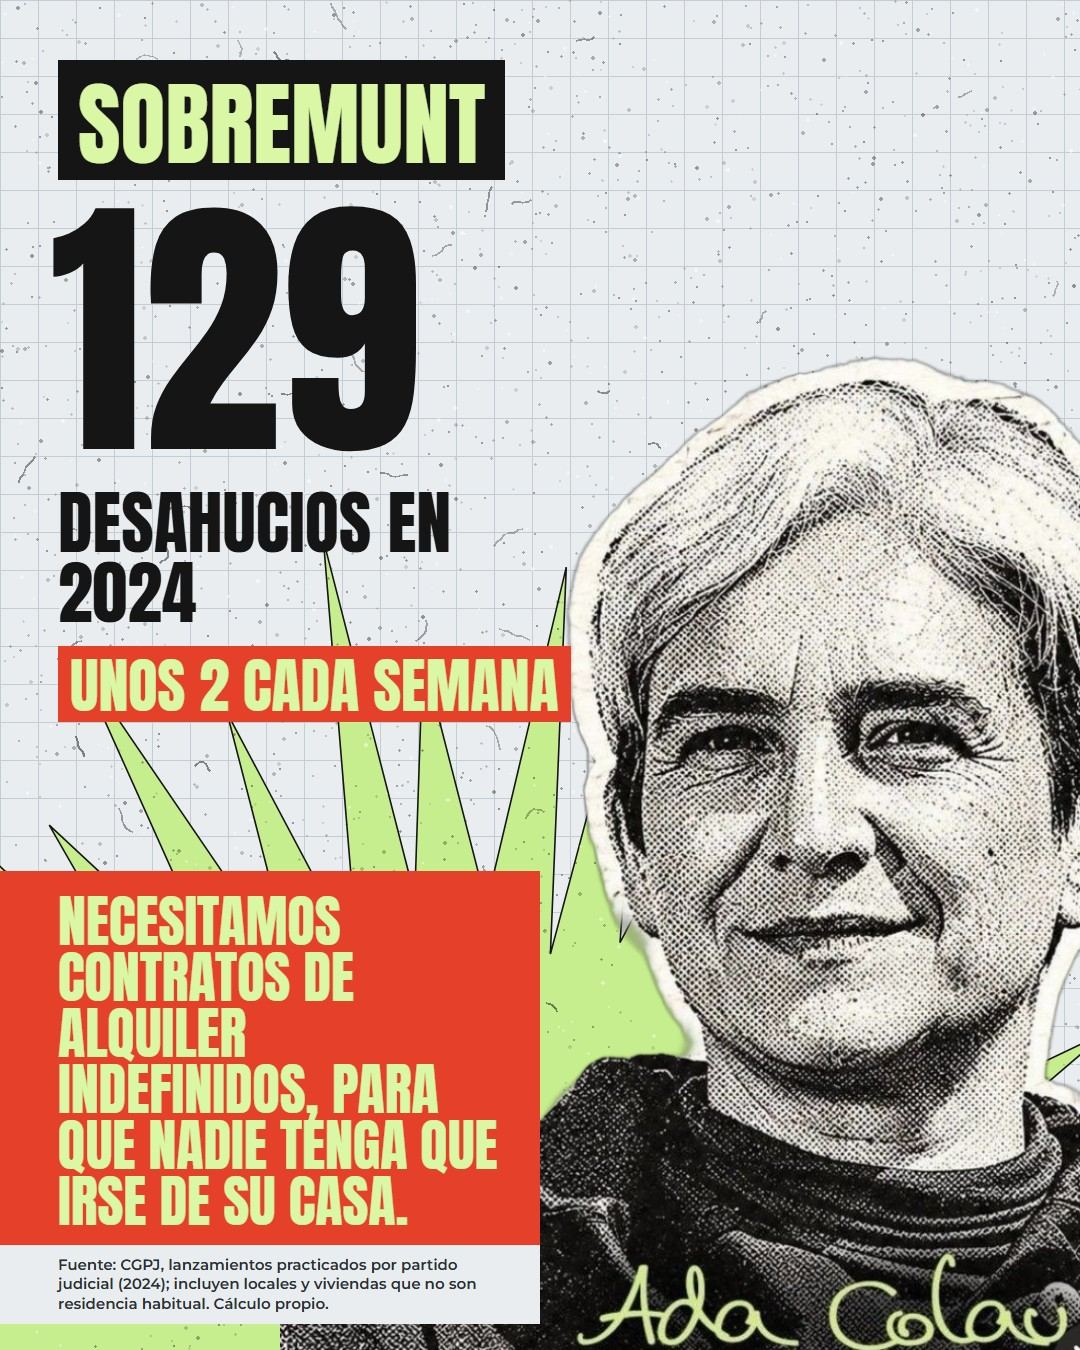 SOBREMUNT
129
DESAHUCIOS EN
2024
UNOS 2 CADA SEMANA
NECESITAMOS
CONTRATOS DE
ALQUILER
INDEFINIDOS, PARA
QUE NADIE TENGA QUE
IRSE DE SU CASA.
Fuente: CGPJ, lanzamientos practicados por partido
judicial (2024); incluyen locales y viviendas que no son
residencia habitual. Cálculo propio.
Ada Colau